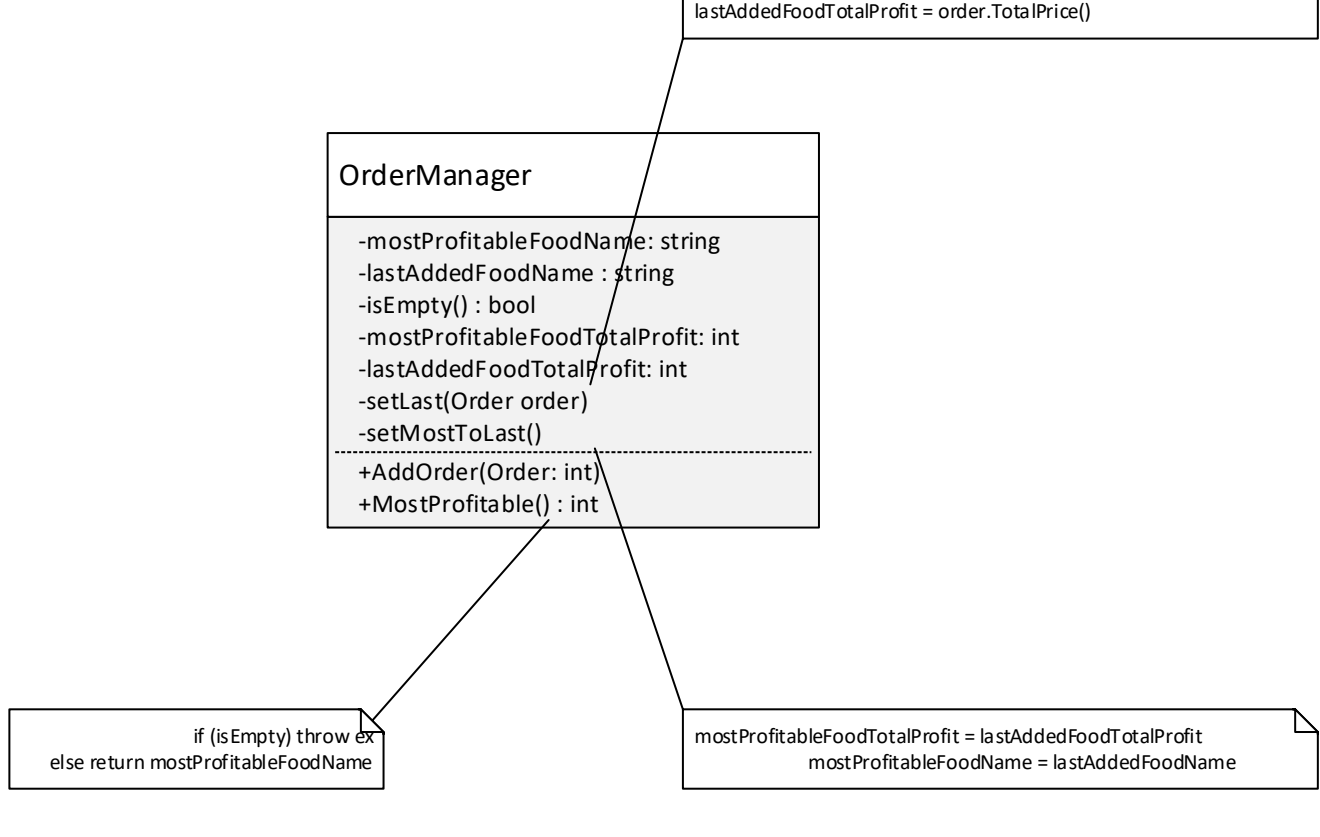 lastAddedFoodTotalProfit = order.TotalPrice()
OrderManager
-mostProfitableFoodName: string
-lastAddedFoodName : string
-isEmpty() : bool
-mostProfitableFoodTotalProfit: int
-lastAddedFoodTotalProfit: int
-setLast(Order order)
-setMostToLast()
+AddOrder(Order: int)
+MostProfitable() : int
if (isEmpty) throw ex
else return mostProfitableFoodName
mostProfitableFoodTotalProfit = lastAddedFoodTotalProfit
mostProfitableFoodName = lastAddedFoodName